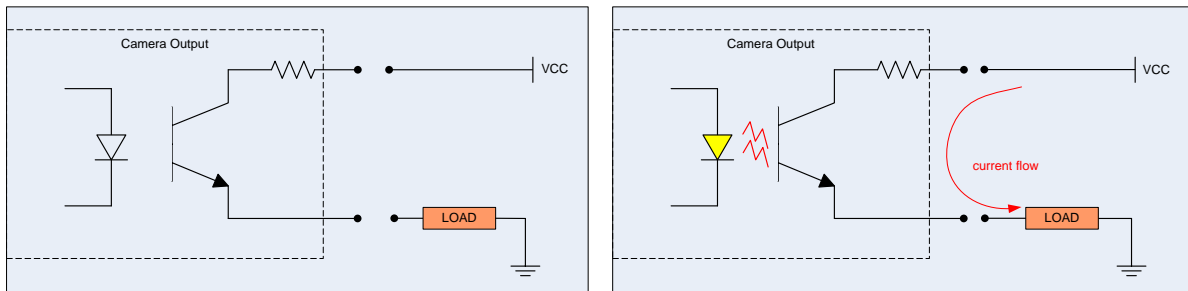 Camera Output
VCC
LOAD
Camera Output
VCC
current flow
LOAD